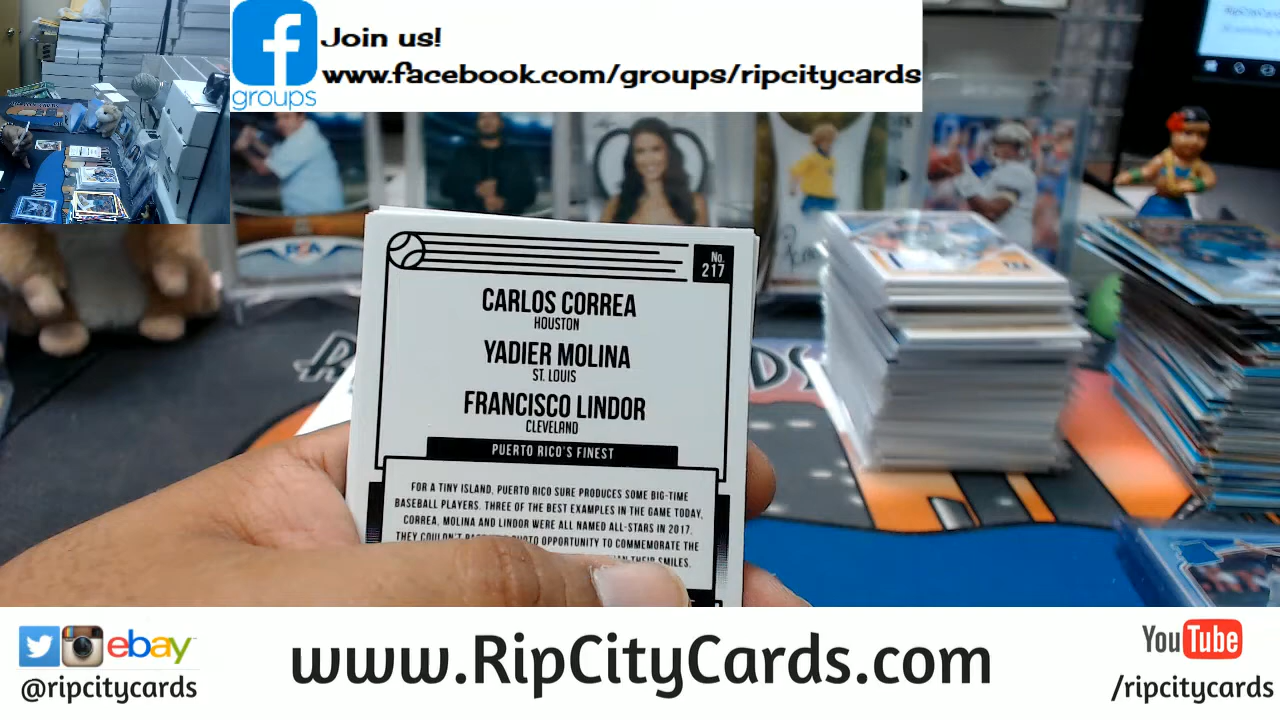 Join us!
www.facebook.com/groups/ripcitycards
groups
No.
217
CARLOS CORREA
HOUSTON
YADIER MOLINA
ST. LOUIS
FRANCISCO LINDOR
CLEVELAND
PUERTO RICO'S FINEST
FOR A TINY ISLAND, PUERTO RICO SURE PRODUCES SOME BIG-TIME
BASEBALL PLAYERS. THREE OF THE BEST EXAMPLES IN THE GAME TODAY,
CORREA, MOLINA AND LINDOR WERE ALL NAMED ALL-STARS IN 2017.
THEY COULDN'T PHOTO OPPORTUNITY TO COMMEMORATE THE
THEIR SMILES.
ebay
@ripcitycards
www.RipCityCards.com
YouTube
/ripcitycards